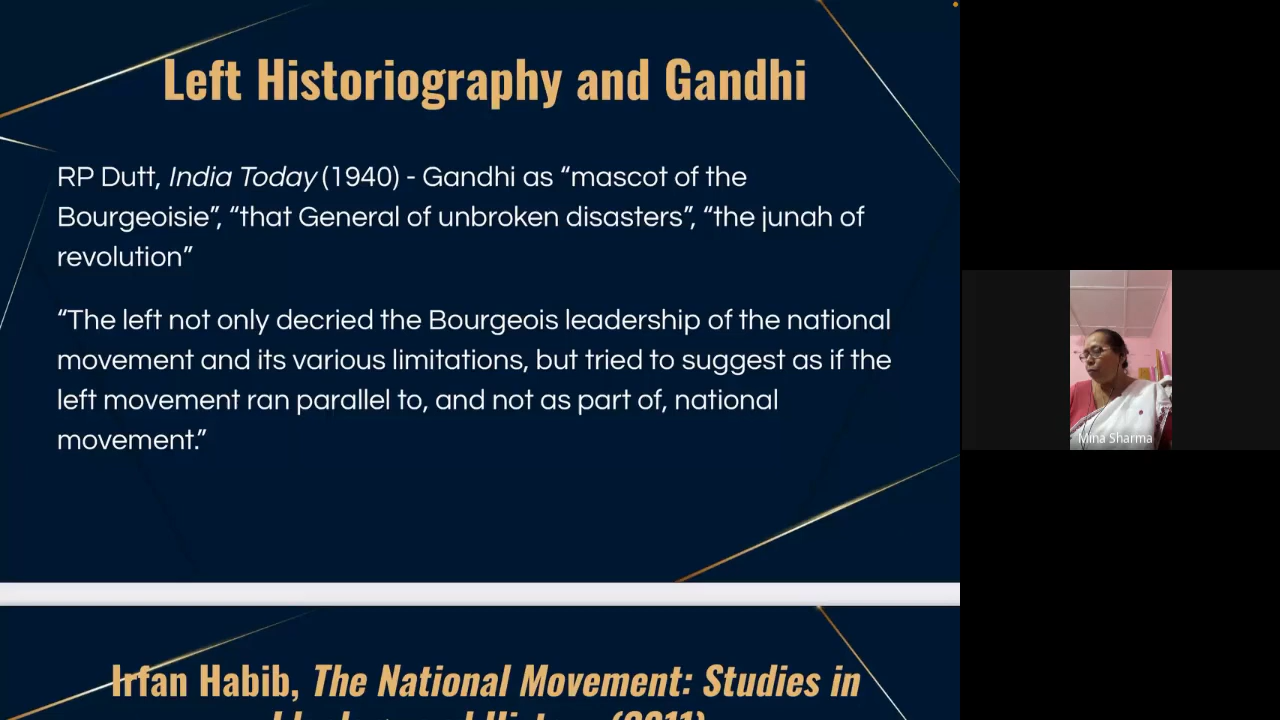 Left Historiography and Gandhi
RP Dutt, India Today (1940) - Gandhi as “mascot of the
Bourgeoisie”, “that General of unbroken disasters”, “the junah of
revolution”
“The left not only decried the Bourgeois leadership of the national
movement and its various limitations, but tried to suggest as if the
left movement ran parallel to, and not as part of, national
movement.”
Irfan Habib, The National Movement: Studies in
Mina Sharma